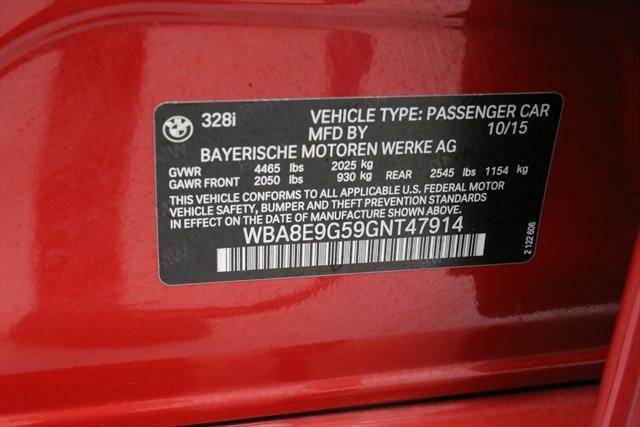 328i VEHICLE TYPE: PASSENGER CAR
MFD BY 10/15
BAYERISCHE MOTOREN WERKE AG
GVWR 4465 lbs 2025 kg
GAWR FRONT 2050 lbs 930 kg REAR 2545 lbs 1154 kg
THIS VEHICLE CONFORMS TO ALL APPLICABLE U.S. FEDERAL MOTOR
VEHICLE SAFETY, BUMPER AND THEFT PREVENTION STANDARDS
IN EFFECT ON THE DATE OF MANUFACTURE SHOWN ABOVE.
WBA8E9G59GNT47914
2 122 606